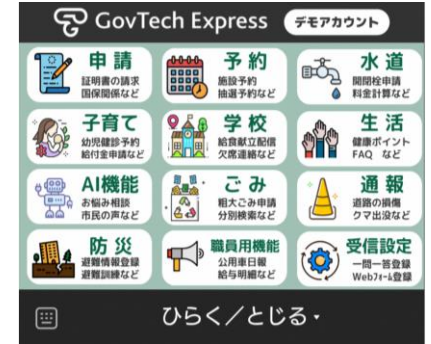 GovTech Express デモアカウント
申請
証明書の請求
国保関係など
予約
施設予約
抽選予約など
水道
開閉栓申請
料金計算など
子育て
幼児健診予約
給付金申請など
学校
給食献立配信
欠席連絡など
生活
健康ポイント
FAQ など
AI機能
お悩み相談
市民の声など
ごみ
粗大ごみ申請
分別検索など
通報
道路の損傷
クマ出没など
防災
避難情報登録
避難訓練など
職員用機能
公用車日報
給与明細など
受信設定
一問一答登録
Webフォーム登録
ひらく／とじる